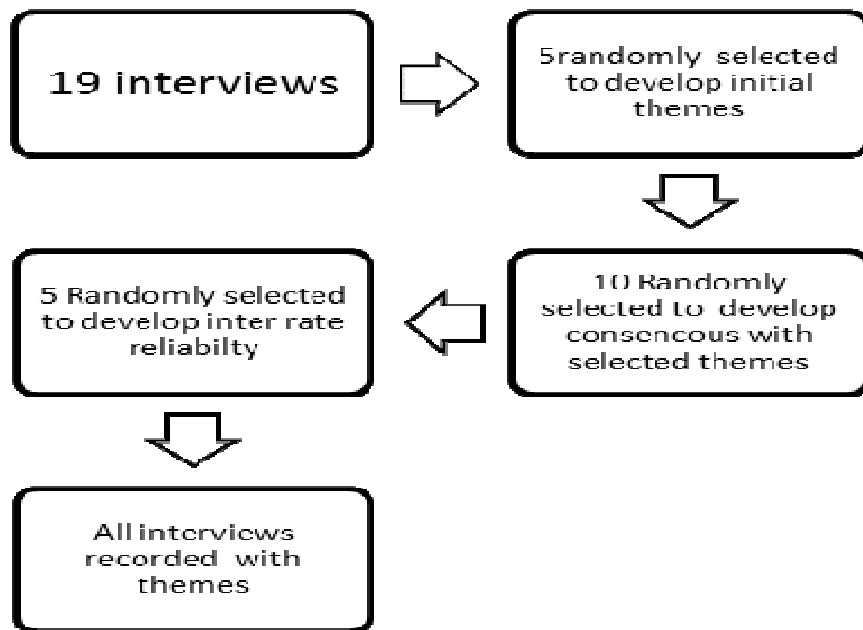 19 interviews
5randomly selected
to develop initial
themes
10 Randomly
selected to develop
consencous with
selected themes
5 Randomly selected
to develop inter rate
reliabilty
All interviews
recorded with
themes